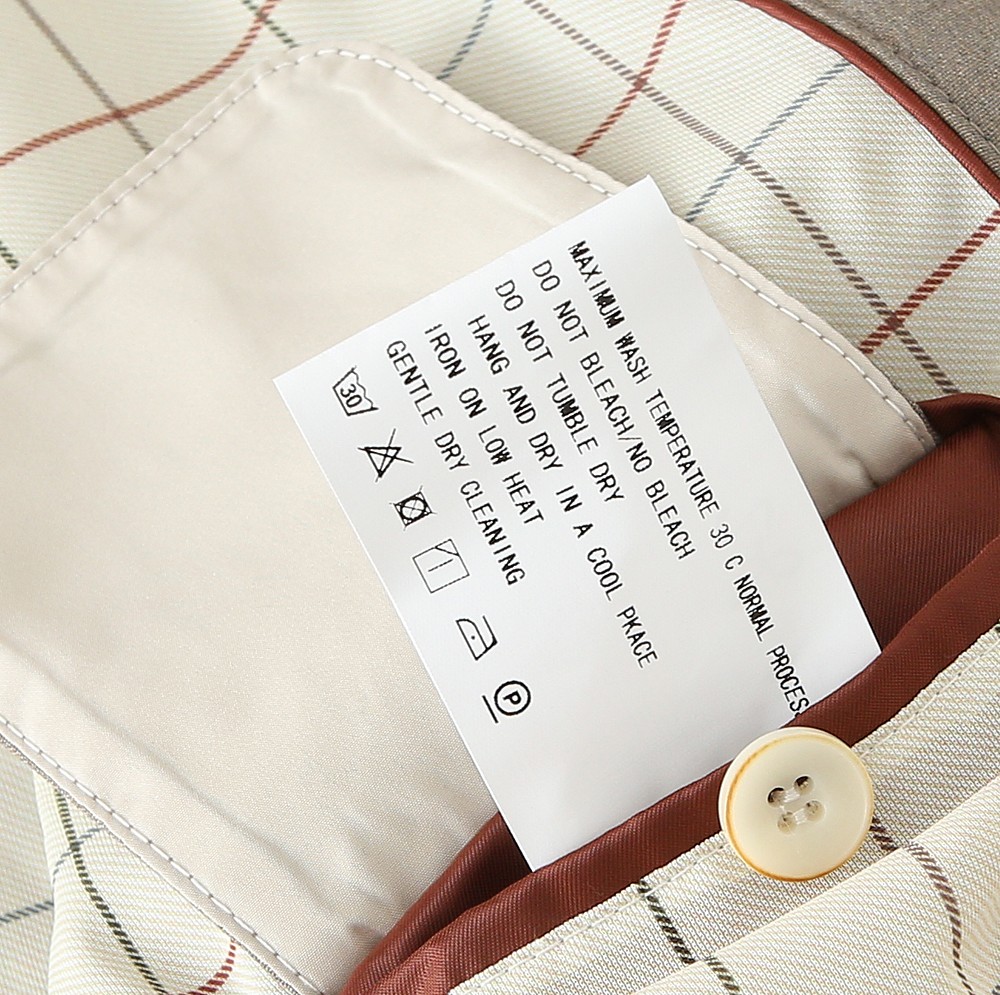 MAXIMUM WASH TEMPERATURE 30 C NORMAL PROCES
DO NOT BLEACH/NO BLEACH
DO NOT TUMBLE DRY
HANG AND DRY IN A COOL PKACE
IRON ON LOW HEAT
GENTLE DRY CLEANING
30
P